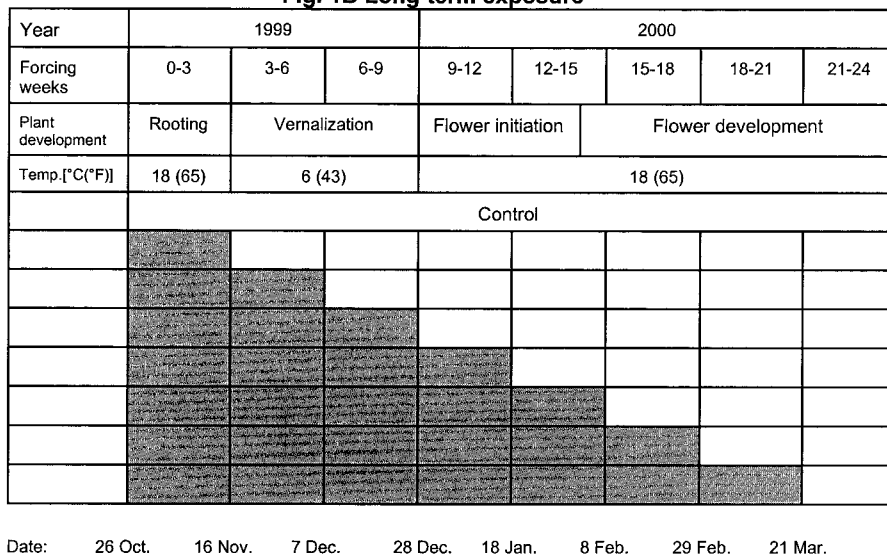 Fig. 1B Long-term exposure
Year 1999 2000
Forcing weeks 0-3 3-6 6-9 9-12 12-15 15-18 18-21 21-24
Plant development Rooting Vernalization Flower initiation Flower development
Temp.[°C(°F)] 18 (65) 6 (43) 18 (65)
Control
Date: 26 Oct. 16 Nov. 7 Dec. 28 Dec. 18 Jan. 8 Feb. 29 Feb. 21 Mar.